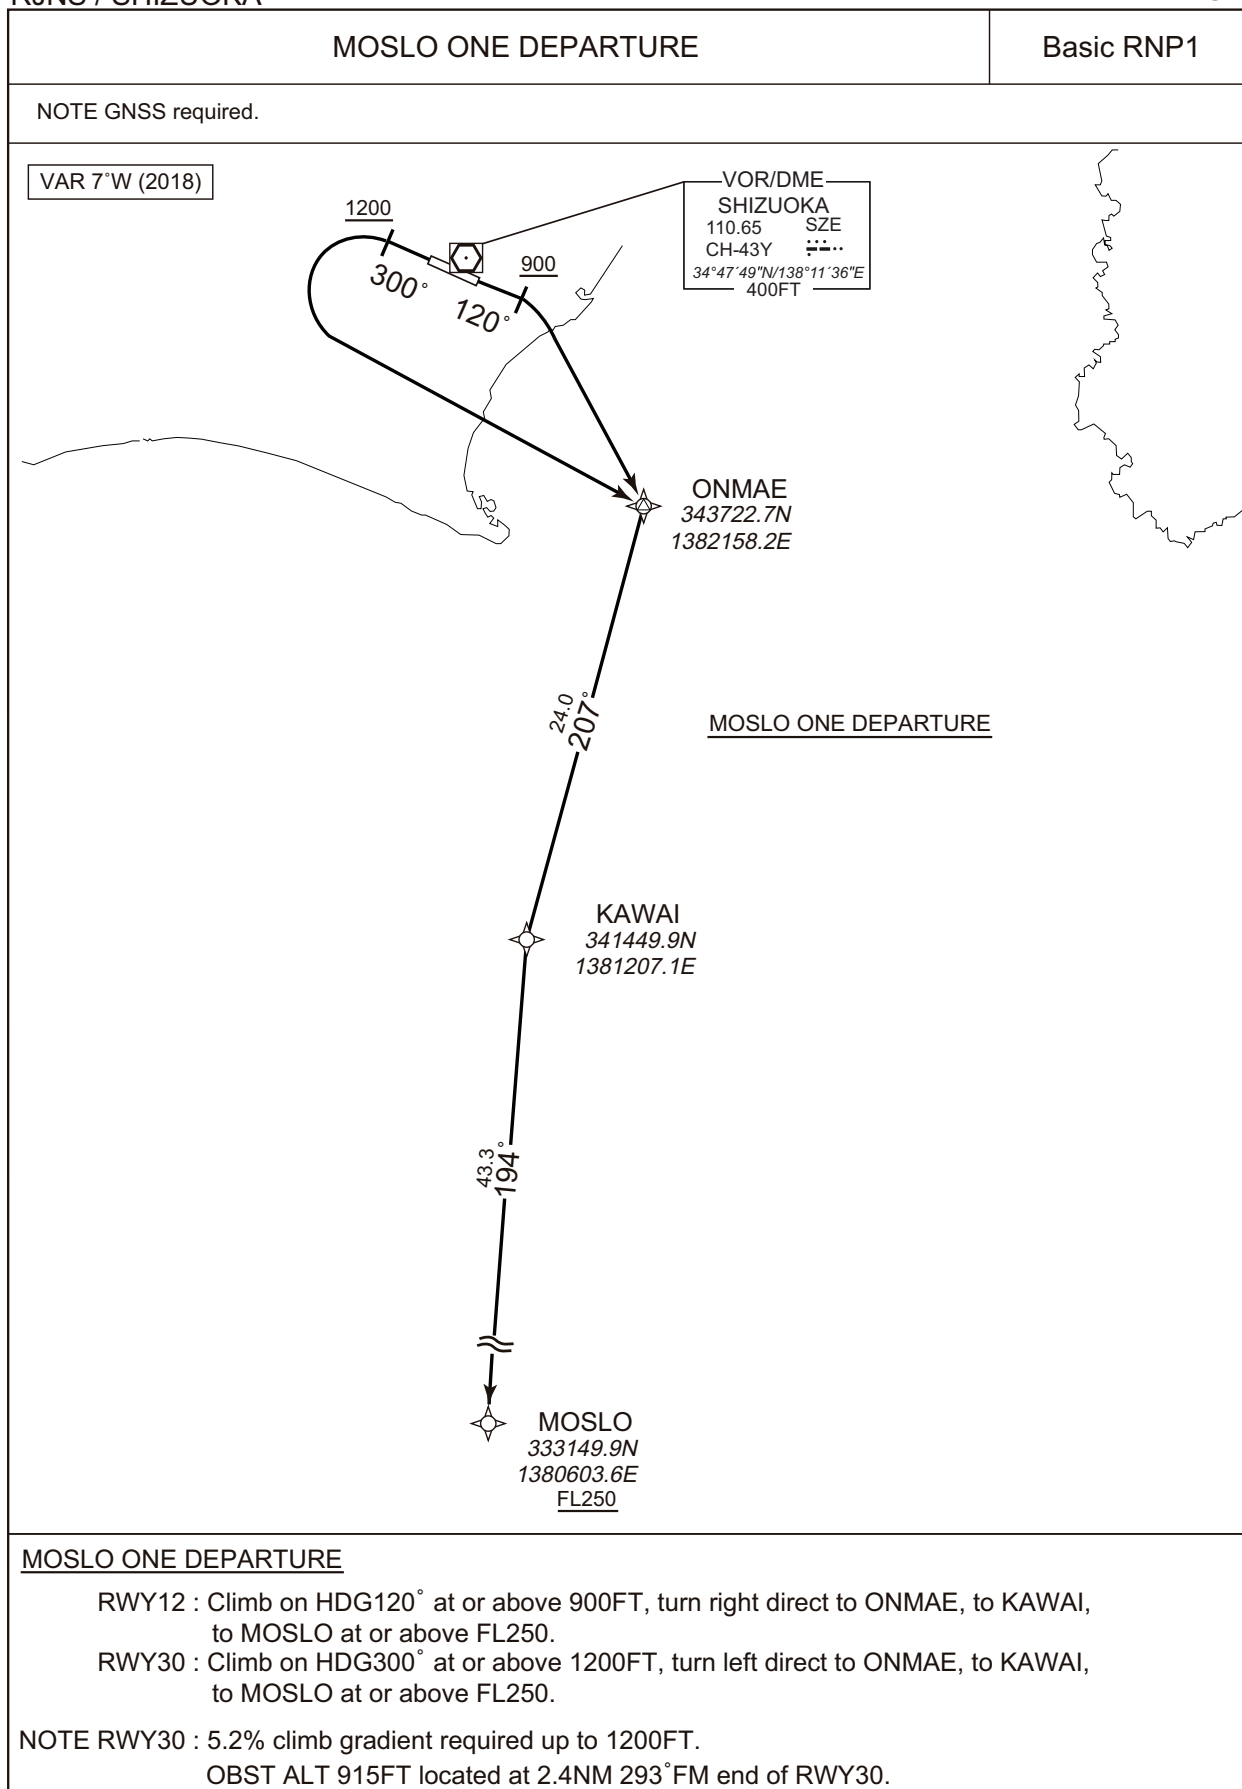 RJNS / SHIZUOKA
MOSLO ONE DEPARTURE
Basic RNP1
NOTE GNSS required.
VAR 7˚W (2018)
VOR/DME
SHIZUOKA
110.65 SZE
CH-43Y
34°47´49"N/138°11´36"E
400FT
1200
900
300˚
120˚
ONMAE
343722.7N
1382158.2E
24.0
207˚
MOSLO ONE DEPARTURE
KAWAI
341449.9N
1381207.1E
43.3
194˚
MOSLO
333149.9N
1380603.6E
FL250
MOSLO ONE DEPARTURE
RWY12 : Climb on HDG120˚ at or above 900FT, turn right direct to ONMAE, to KAWAI,
to MOSLO at or above FL250.
RWY30 : Climb on HDG300˚ at or above 1200FT, turn left direct to ONMAE, to KAWAI,
to MOSLO at or above FL250.
NOTE RWY30 : 5.2% climb gradient required up to 1200FT.
OBST ALT 915FT located at 2.4NM 293˚FM end of RWY30.